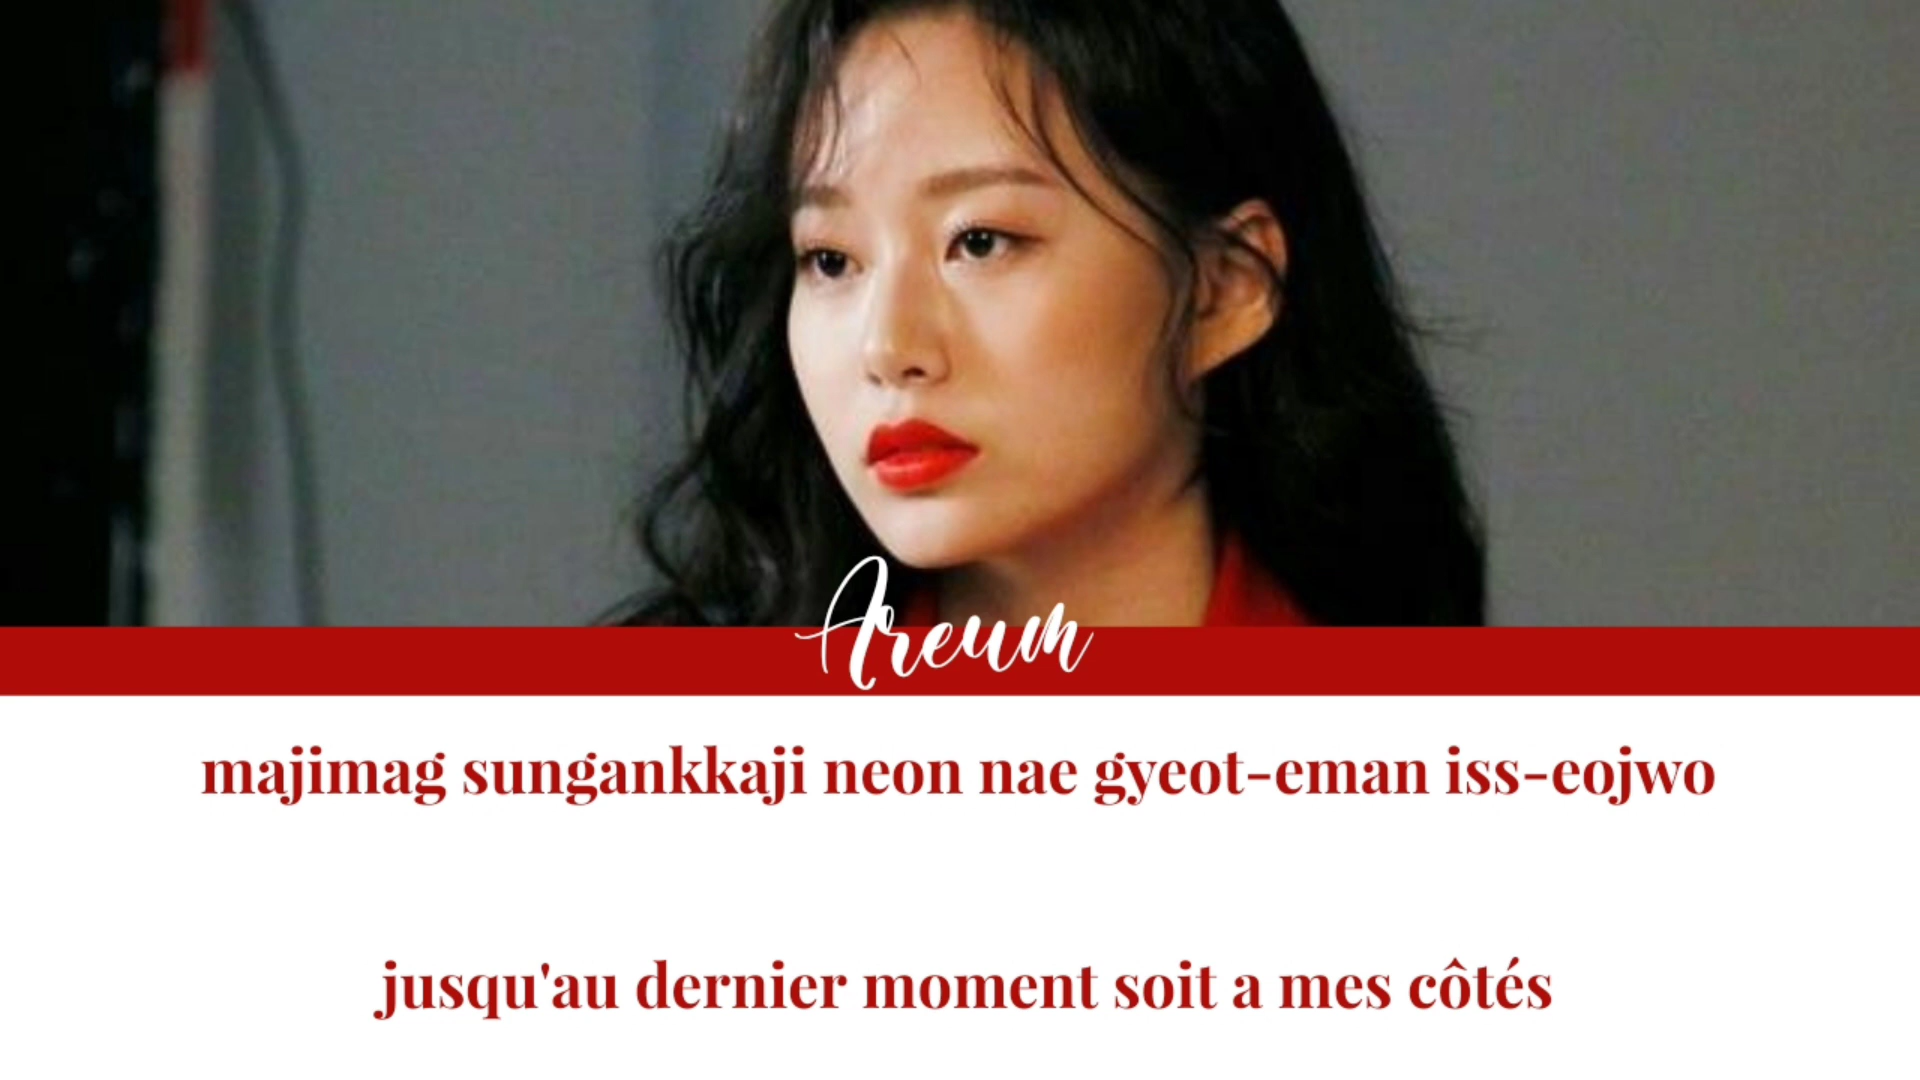 Areum
majimag sungankkaji neon nae gyeot-eman iss-eojwo
jusqu'au dernier moment soit a mes côtés